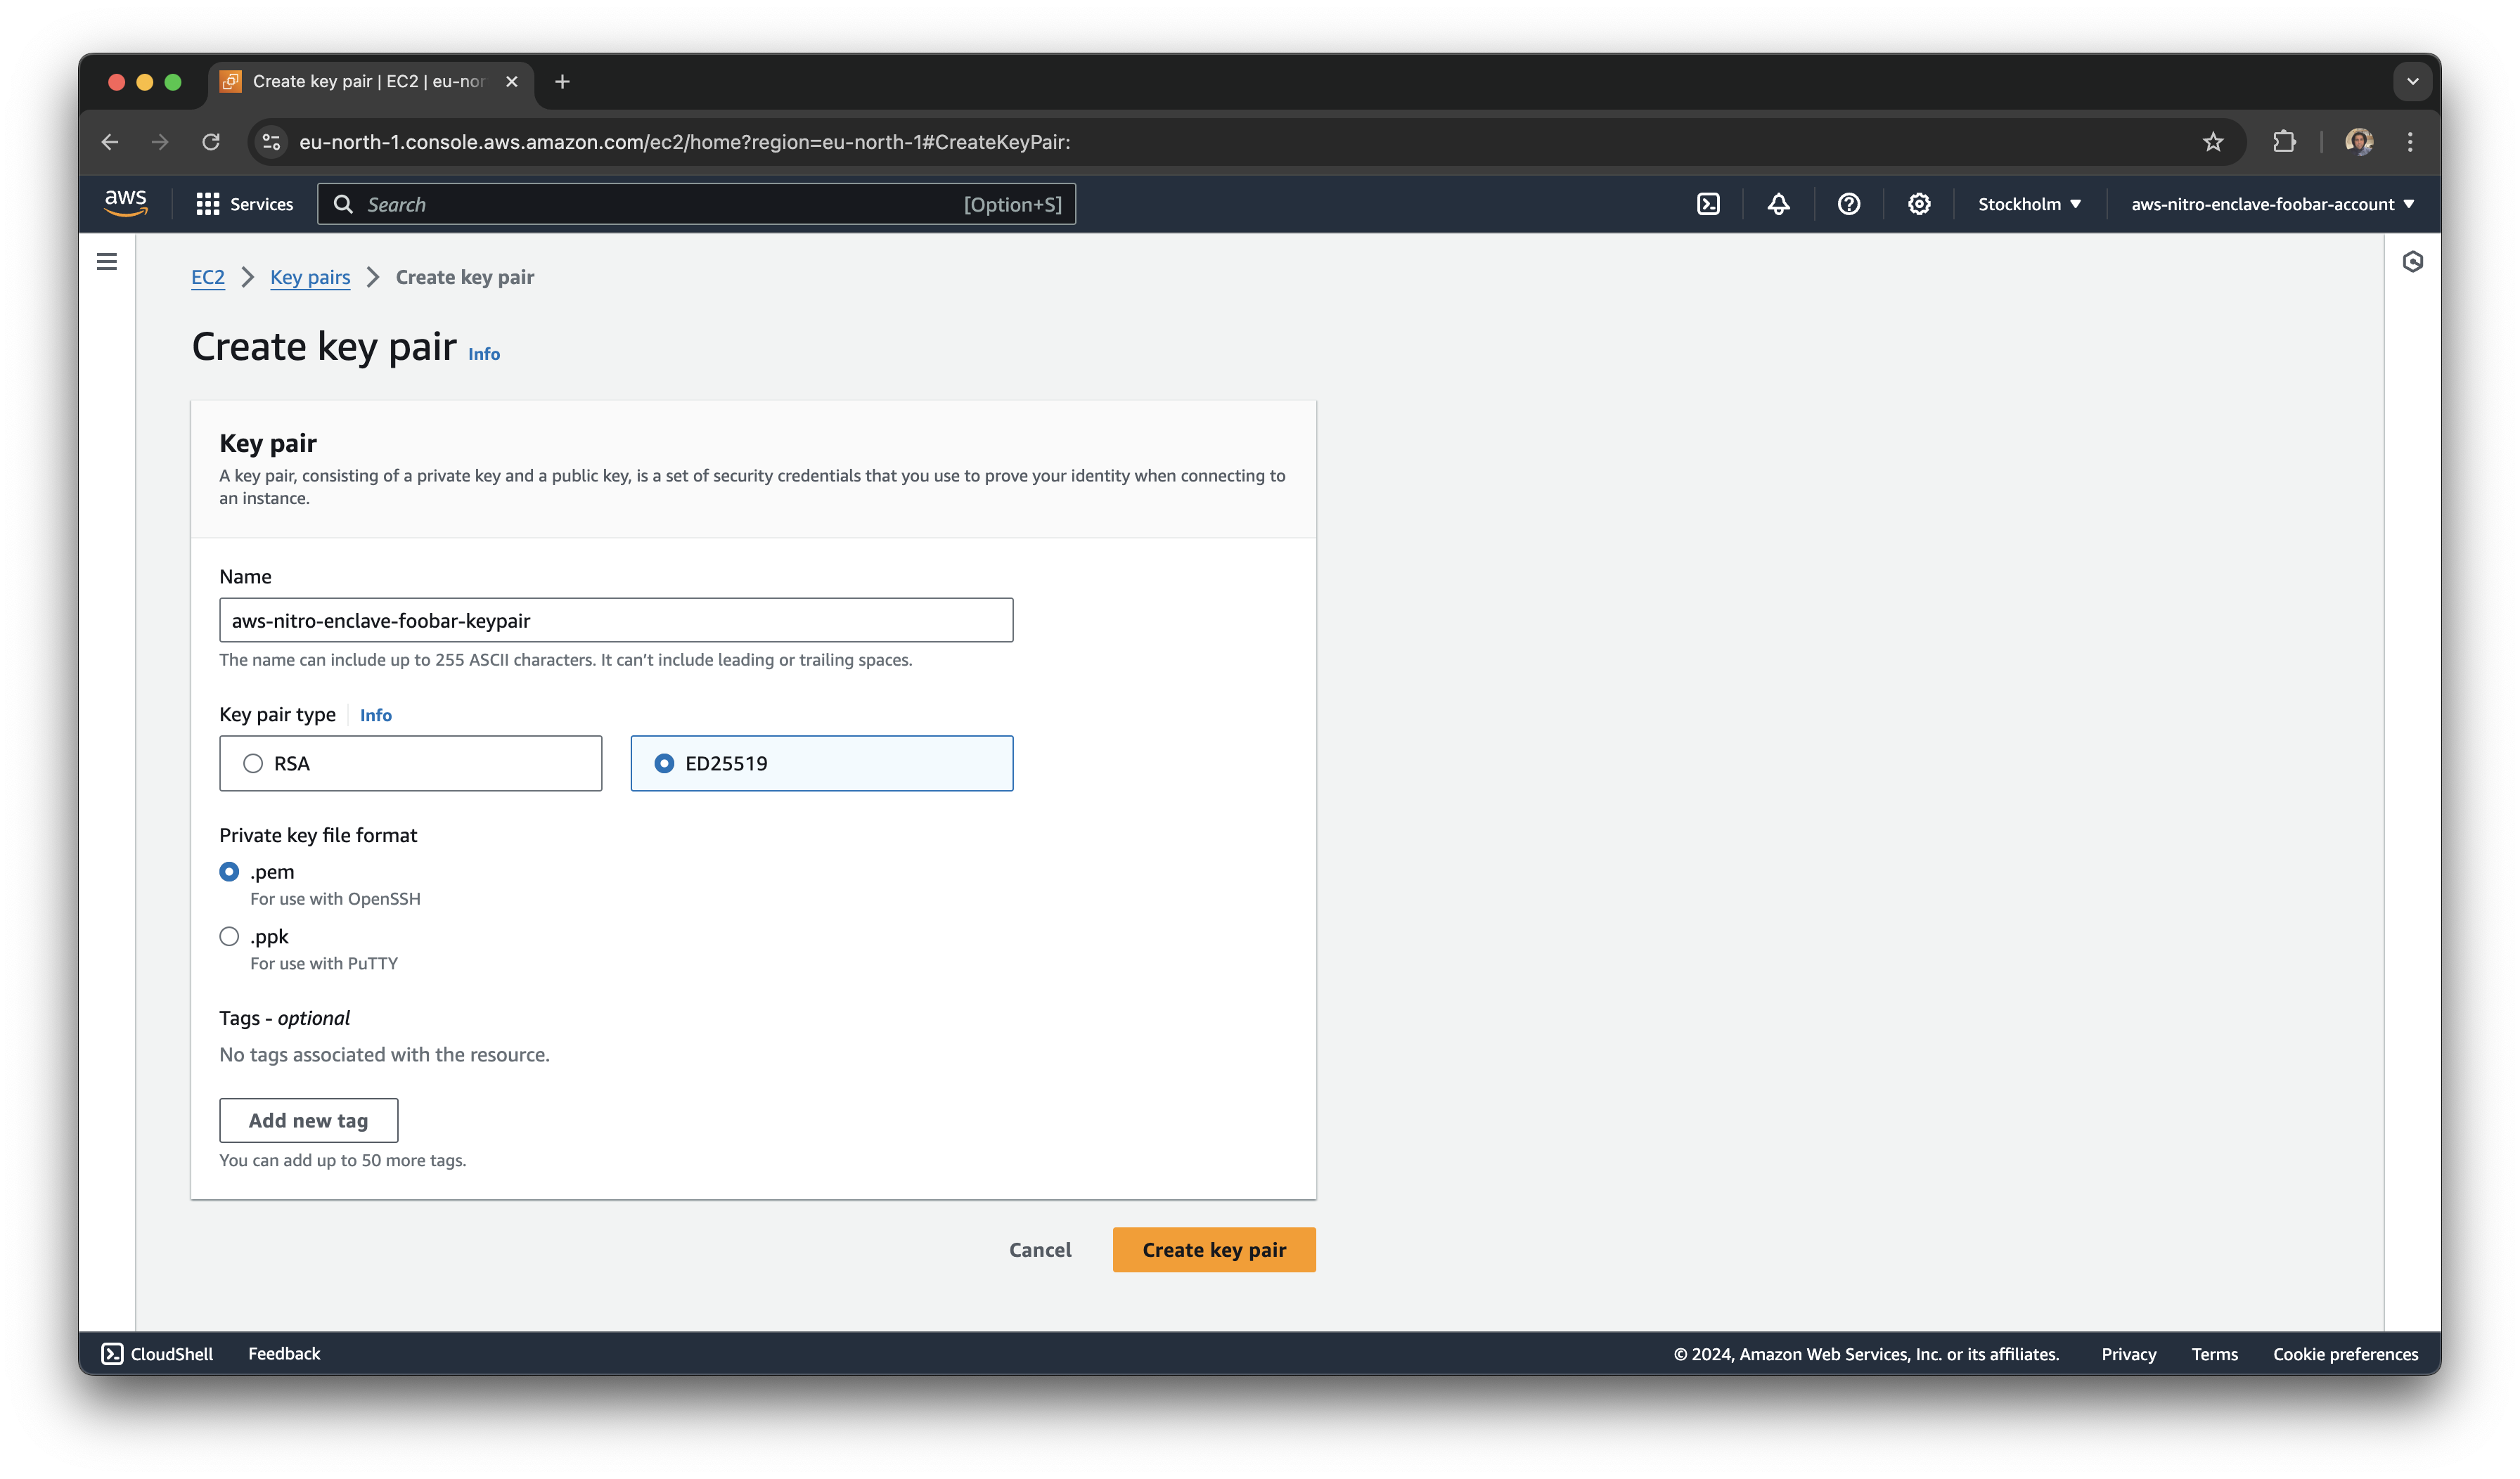 Create key pair | EC2 | eu-nor
eu-north-1.console.aws.amazon.com/ec2/home?region=eu-north-1#CreateKeyPair:
aws
Services
Search
[Option+S]
Stockholm
aws-nitro-enclave-foobar-account
EC2 > Key pairs > Create key pair
Create key pair Info
Key pair
A key pair, consisting of a private key and a public key, is a set of security credentials that you use to prove your identity when connecting to
an instance.
Name
aws-nitro-enclave-foobar-keypair
The name can include up to 255 ASCII characters. It can’t include leading or trailing spaces.
Key pair type Info
RSA
ED25519
Private key file format
.pem
For use with OpenSSH
.ppk
For use with PuTTY
Tags - optional
No tags associated with the resource.
Add new tag
You can add up to 50 more tags.
Cancel
Create key pair
CloudShell
Feedback
© 2024, Amazon Web Services, Inc. or its affiliates.
Privacy
Terms
Cookie preferences